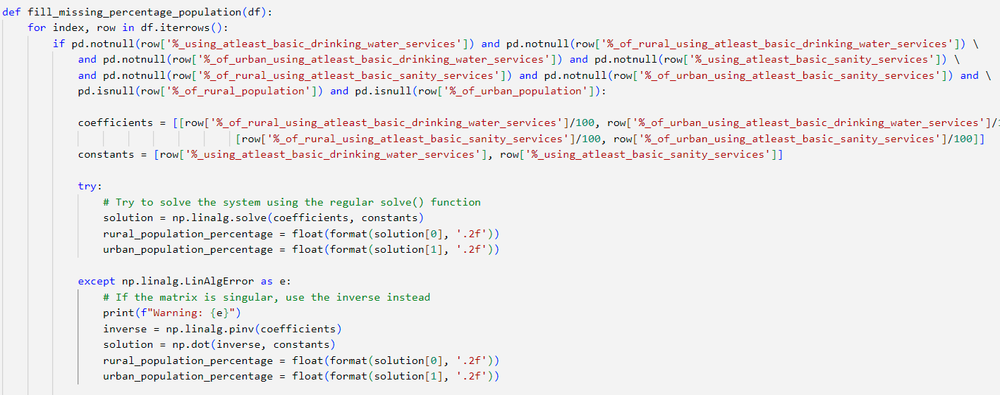 def fill_missing_percentage_population(df):
    for index, row in df.iterrows():
        if pd.notnull(row['%_using_atleast_basic_drinking_water_services']) and pd.notnull(row['%_of_rural_using_atleast_basic_drinking_water_services']) \
            and pd.notnull(row['%_of_urban_using_atleast_basic_drinking_water_services']) and pd.notnull(row['%_using_atleast_basic_sanity_services']) \
            and pd.notnull(row['%_of_rural_using_atleast_basic_sanity_services']) and pd.notnull(row['%_of_urban_using_atleast_basic_sanity_services']) and \
            pd.isnull(row['%_of_rural_population']) and pd.isnull(row['%_of_urban_population']):
            coefficients = [[row['%_of_rural_using_atleast_basic_drinking_water_services']/100, row['%_of_urban_using_atleast_basic_drinking_water_services']/1
                                     [row['%_of_rural_using_atleast_basic_sanity_services']/100, row['%_of_urban_using_atleast_basic_sanity_services']/100]]
            constants = [row['%_using_atleast_basic_drinking_water_services'], row['%_using_atleast_basic_sanity_services']]
            try:
                # Try to solve the system using the regular solve() function
                solution = np.linalg.solve(coefficients, constants)
                rural_population_percentage = float(format(solution[0], '.2f'))
                urban_population_percentage = float(format(solution[1], '.2f'))
            except np.linalg.LinAlgError as e:
                # If the matrix is singular, use the inverse instead
                print(f"Warning: {e}")
                inverse = np.linalg.pinv(coefficients)
                solution = np.dot(inverse, constants)
                rural_population_percentage = float(format(solution[0], '.2f'))
                urban_population_percentage = float(format(solution[1], '.2f'))